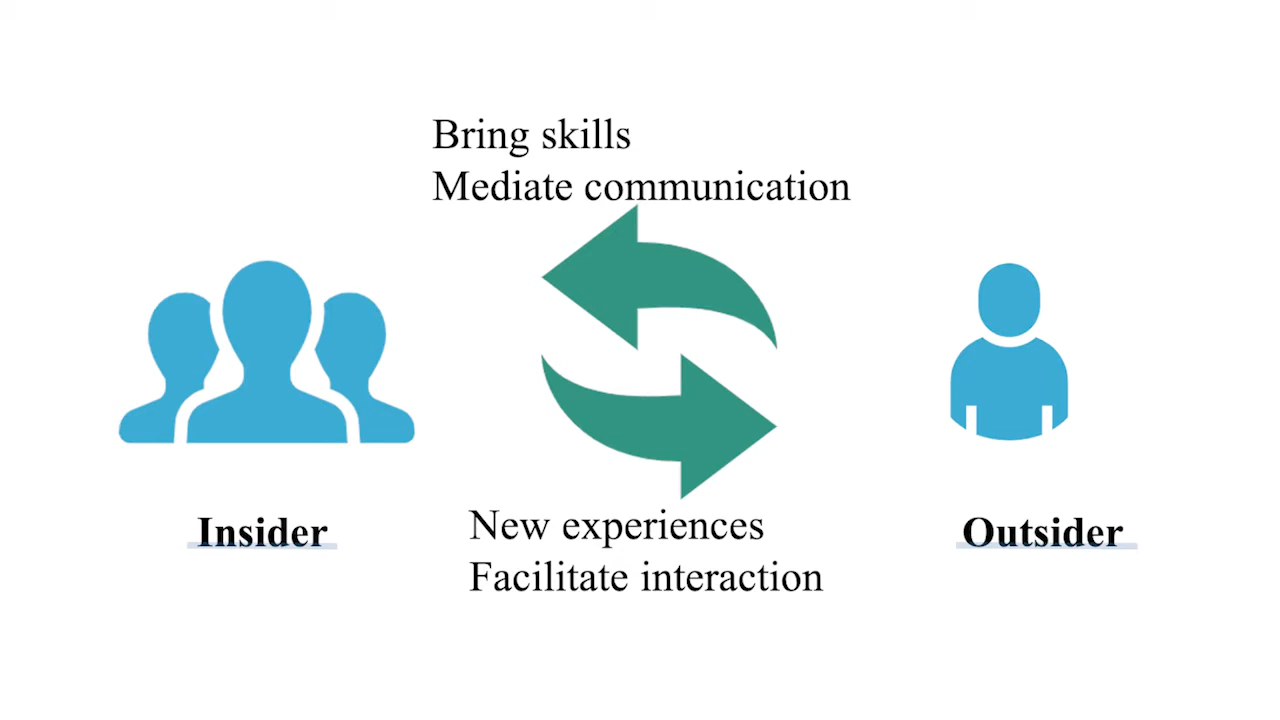 Bring skills
Mediate communication
Insider
Outsider
New experiences
Facilitate interaction